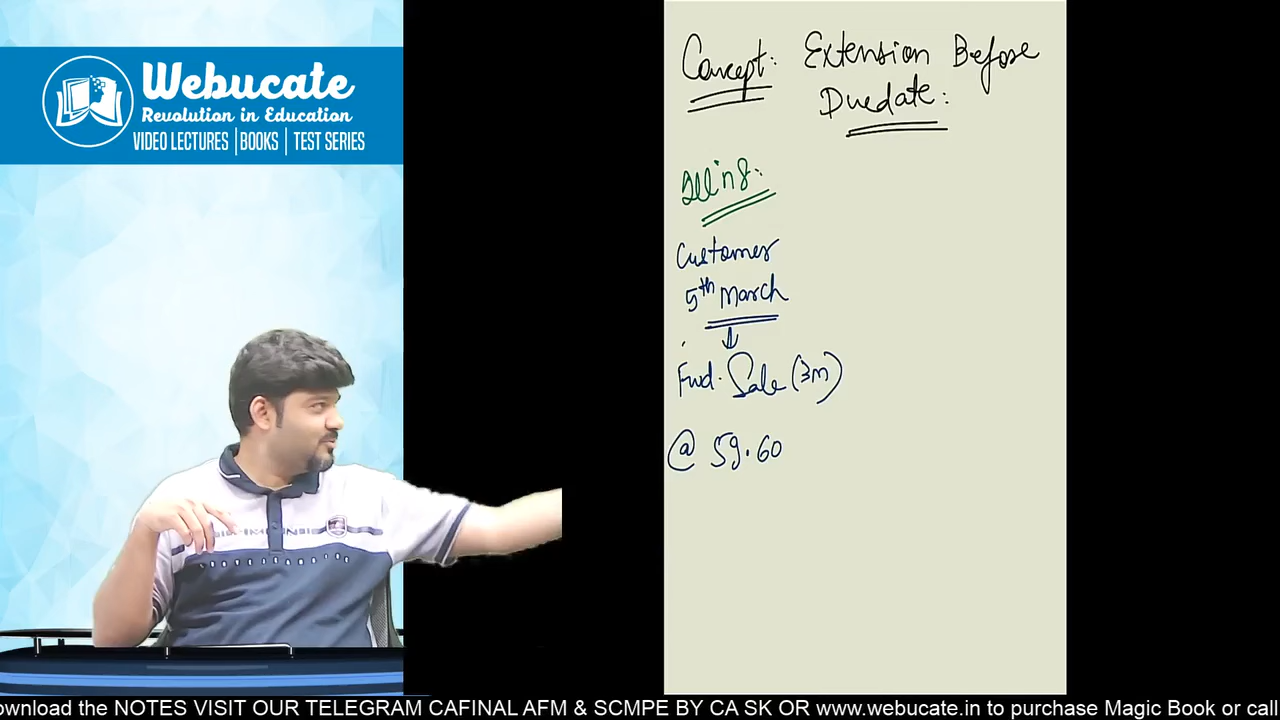 Webucate
Revolution in Education
VIDEO LECTURES | BOOKS | TEST SERIES
Concept: Extension Before
Duedate:
Customer
5th March
Fwd. Sale (3m)
@ 59.60
ownload the NOTES VISIT OUR TELEGRAM CAFINAL AFM & SCMPE BY CA SK OR www.webucate.in to purchase Magic Book or call